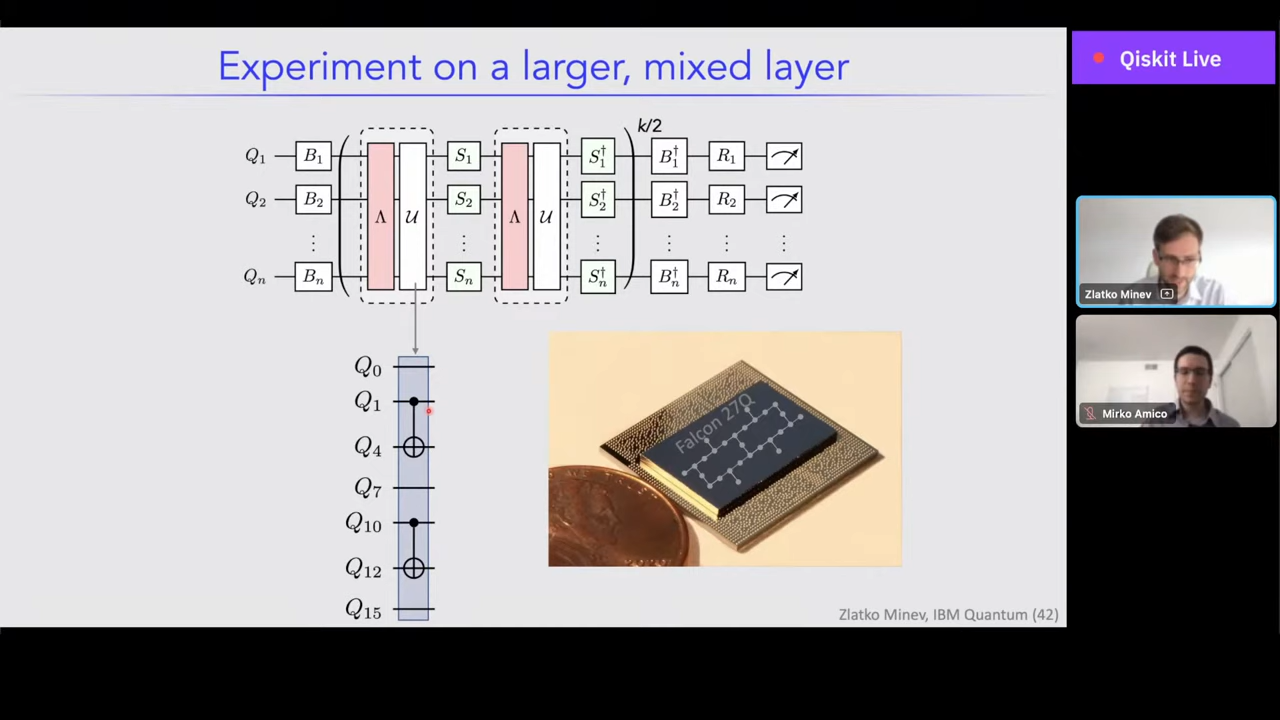 Experiment on a larger, mixed layer
Qiskit Live
k/2
Q₁ B₁ Λ 𝒰 S₁ Λ 𝒰 S₁† B₁† R₁
Q₂ B₂ S₂ S₂† B₂† R₂
⋮ ⋮ ⋮ ⋮ ⋮ ⋮
Qₙ Bₙ Sₙ Sₙ† Bₙ† Rₙ
Zlatko Minev
Q₀
Q₁
Q₄
Q₇
Q₁₀
Q₁₂
Q₁₅
Falcon 27Q
Mirko Amico
Zlatko Minev, IBM Quantum (42)